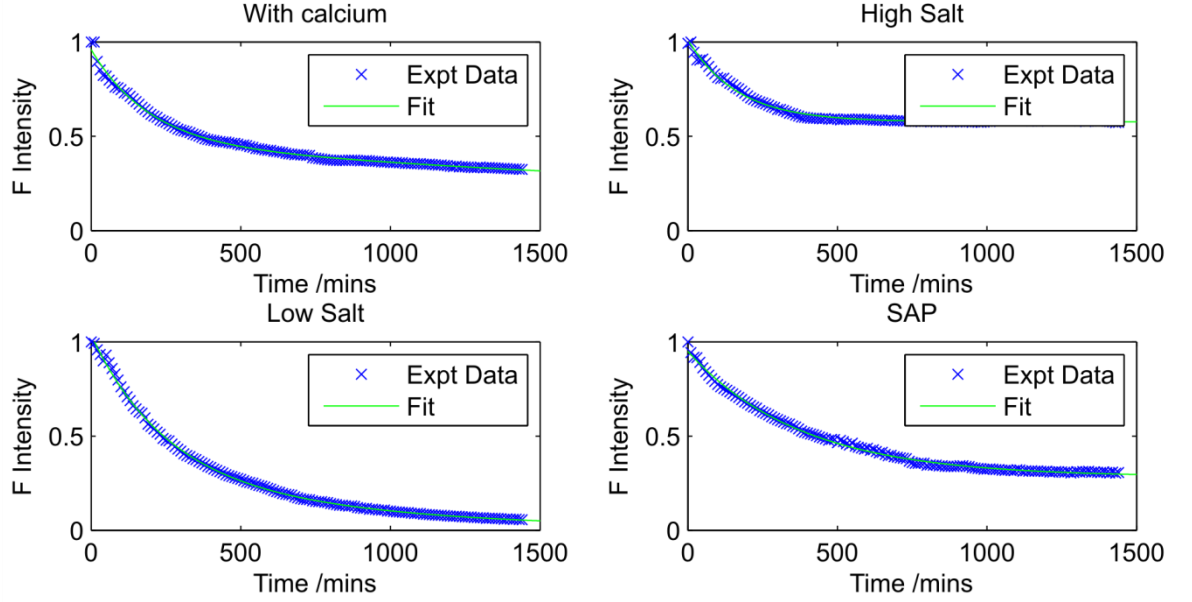 With calcium
1
0.5
0
F Intensity
Expt Data
Fit
0
500
1000
1500
Time /mins
High Salt
1
0.5
0
F Intensity
Expt Data
Fit
0
500
1000
1500
Time /mins
Low Salt
1
0.5
0
F Intensity
Expt Data
Fit
0
500
1000
1500
Time /mins
SAP
1
0.5
0
F Intensity
Expt Data
Fit
0
500
1000
1500
Time /mins